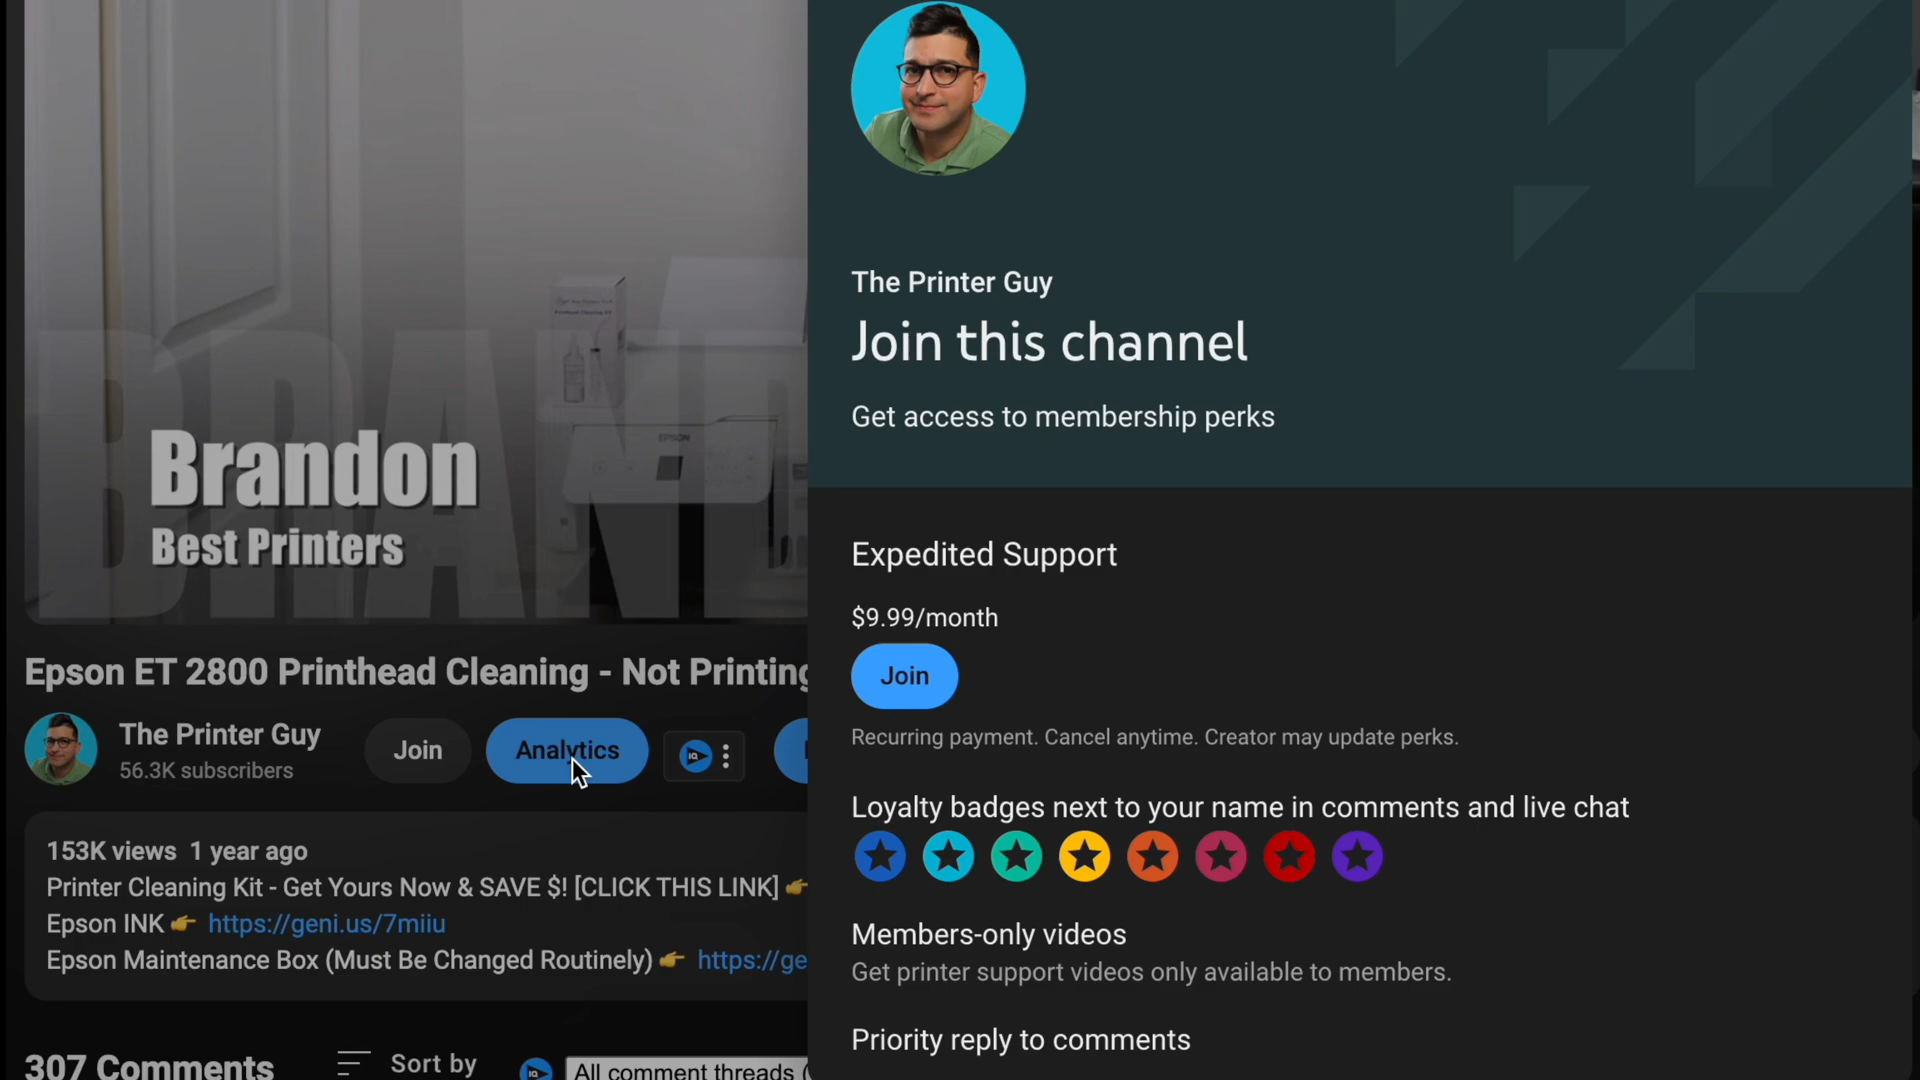 Brandon
Best Printers
EPSON
Epson ET 2800 Printhead Cleaning - Not Printing
The Printer Guy
56.3K subscribers
Join
Analytics
153K views 1 year ago
Printer Cleaning Kit - Get Yours Now & SAVE $! [CLICK THIS LINK] 👉
Epson INK 👉 https://geni.us/7miiu
Epson Maintenance Box (Must Be Changed Routinely) 👉 https://ge
307 Comments
Sort by
All comment threads (
The Printer Guy
Join this channel
Get access to membership perks
Expedited Support
$9.99/month
Join
Recurring payment. Cancel anytime. Creator may update perks.
Loyalty badges next to your name in comments and live chat
Members-only videos
Get printer support videos only available to members.
Priority reply to comments